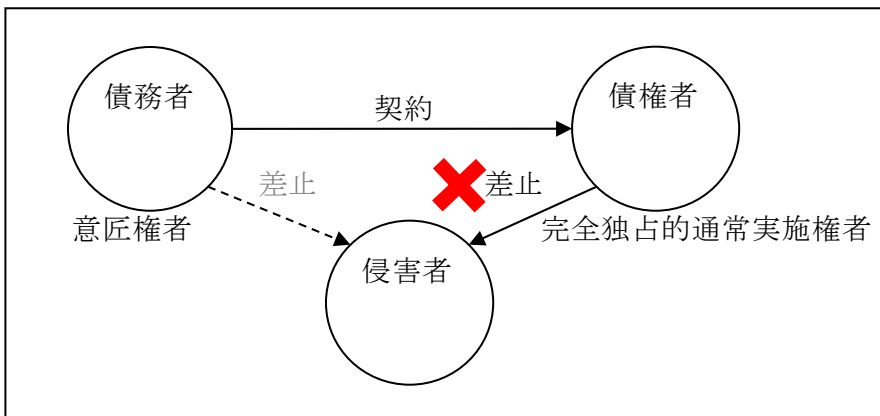 債務者
債権者
契約
差止
差止
意匠権者
完全独占的通常実施権者
侵害者